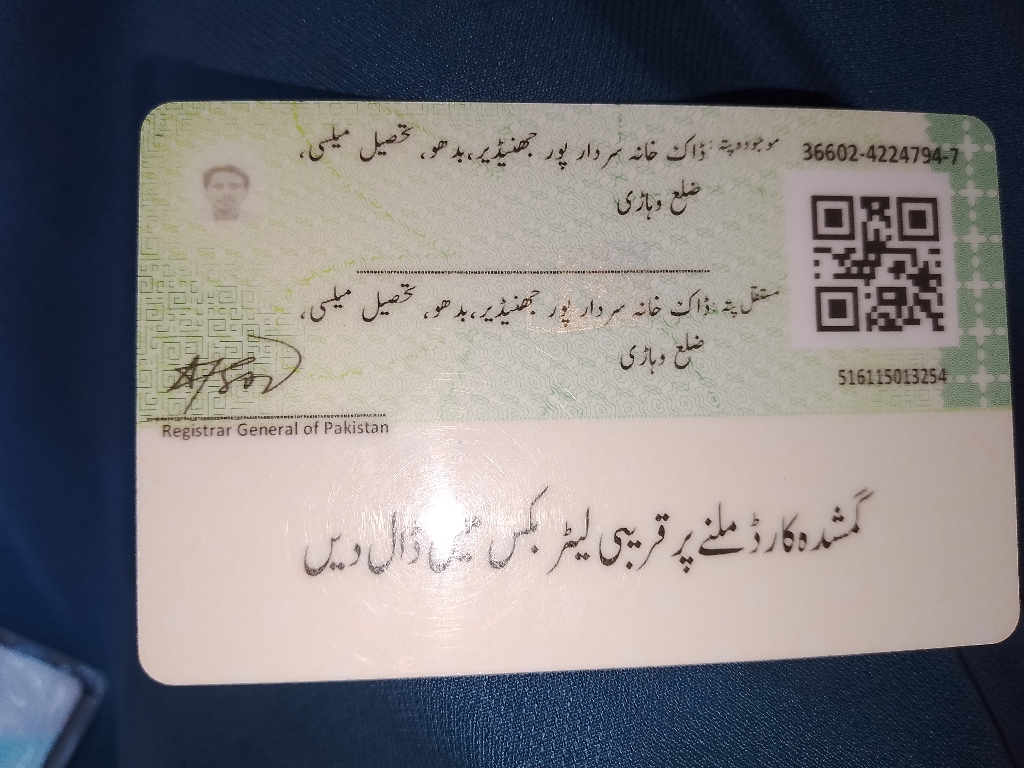 موجودہ پتہ: ڈاک خانہ سردار پور جھنیڈیر، بدھو، تحصیل میلسی،
ضلع وہاڑی
36602-4224794-7
مستقل پتہ: ڈاک خانہ سردار پور جھنیڈیر، بدھو، تحصیل میلسی،
ضلع وہاڑی
516115013254
Registrar General of Pakistan
گمشدہ کارڈ ملنے پر قریبی لیٹر بکس میں ڈال دیں